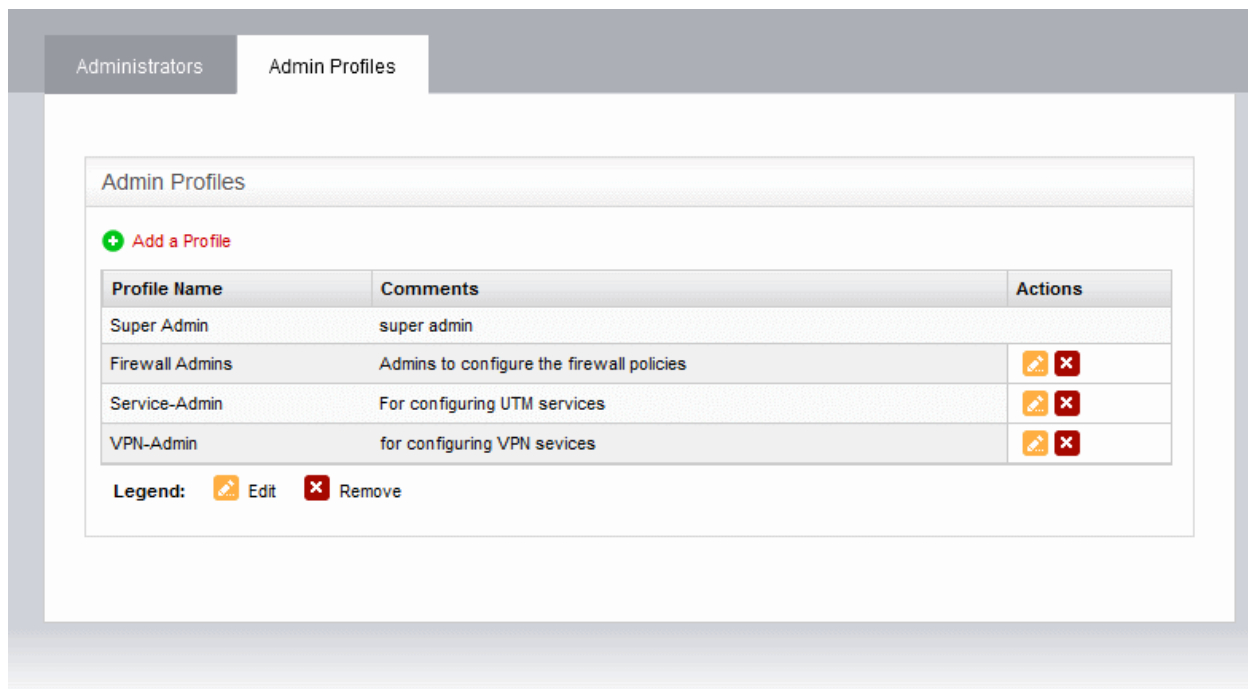 Administrators Admin Profiles
Admin Profiles
Add a Profile
Profile Name Comments Actions
Super Admin super admin
Firewall Admins Admins to configure the firewall policies
Service-Admin For configuring UTM services
VPN-Admin for configuring VPN sevices
Legend: Edit Remove